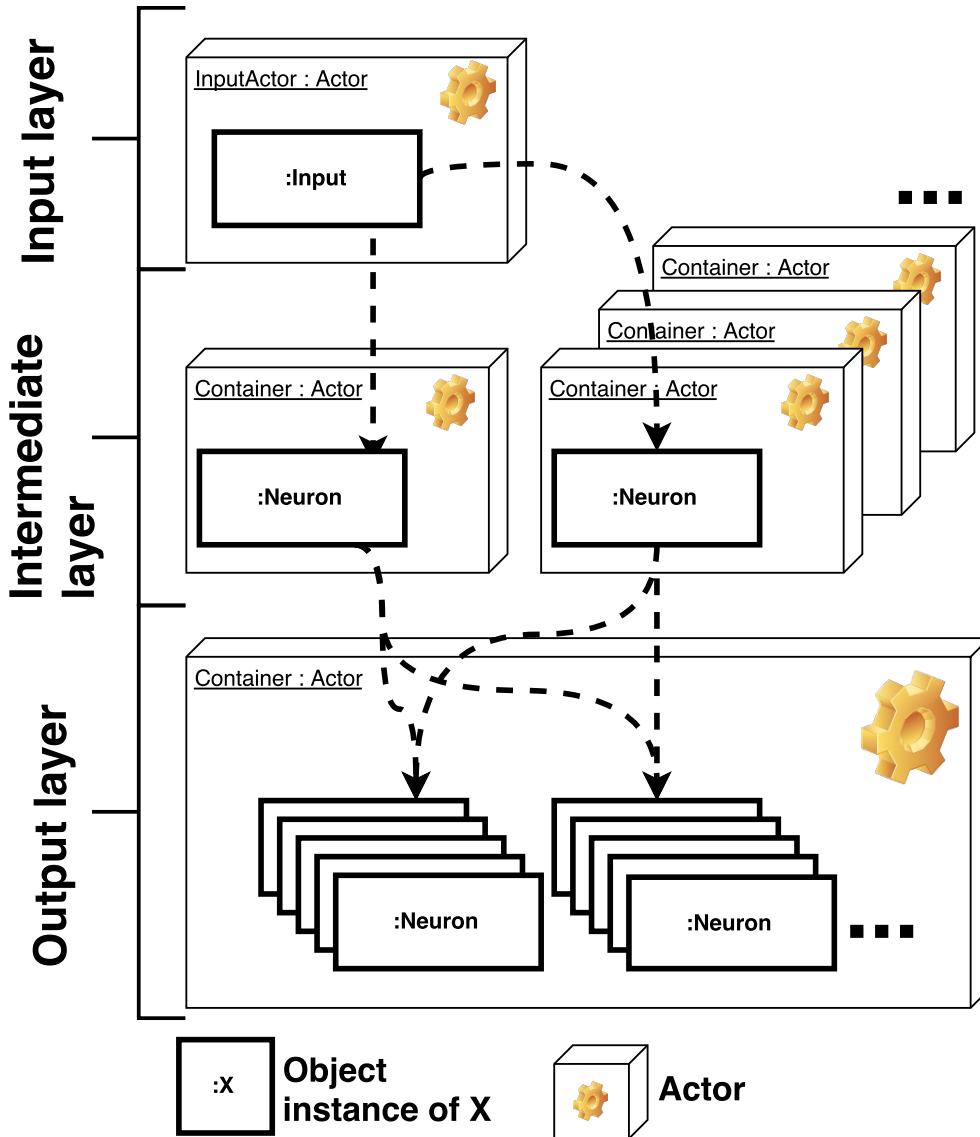 Input layer
InputActor : Actor
:Input
Container : Actor
Container : Actor
Intermediate
layer
Container : Actor
Container : Actor
:Neuron
:Neuron
Output layer
Container : Actor
:Neuron
:Neuron
:X
Object
instance of X
Actor